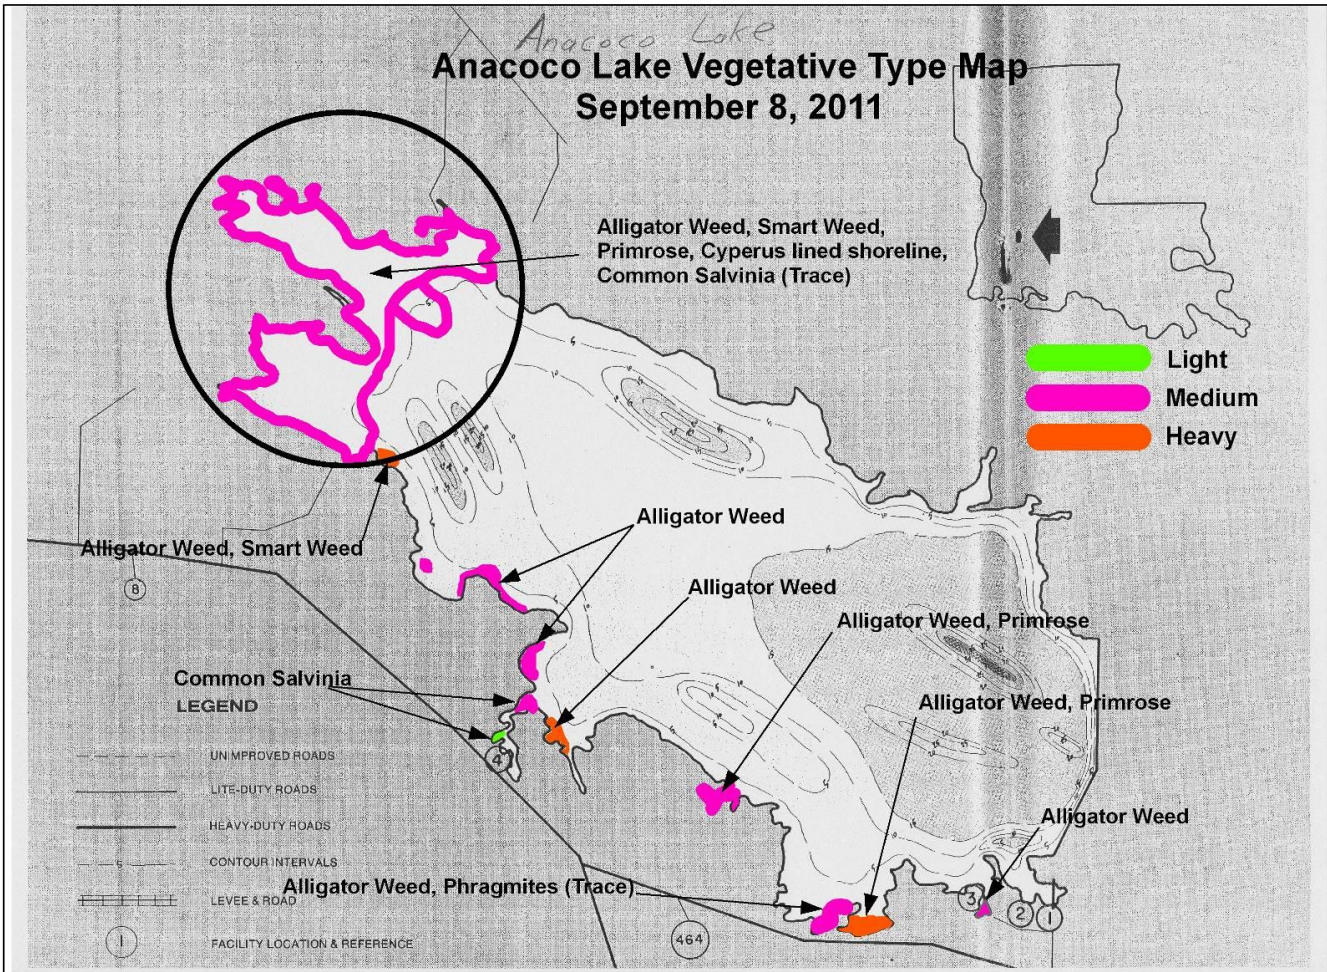 Anacoco Lake
Anacoco Lake Vegetative Type Map
September 8, 2011
Alligator Weed, Smart Weed,
Primrose, Cyperus lined shoreline,
Common Salvinia (Trace)
Light
Medium
Heavy
Alligator Weed
Alligator Weed, Smart Weed
8
Alligator Weed
Alligator Weed, Primrose
Common Salvinia
Alligator Weed, Primrose
LEGEND
4
UNIMPROVED ROADS
LITE-DUTY ROADS
Alligator Weed
HEAVY-DUTY ROADS
CONTOUR INTERVALS
Alligator Weed, Phragmites (Trace)
LEVEE & ROAD
3
2
1
1
FACILITY LOCATION & REFERENCE
464